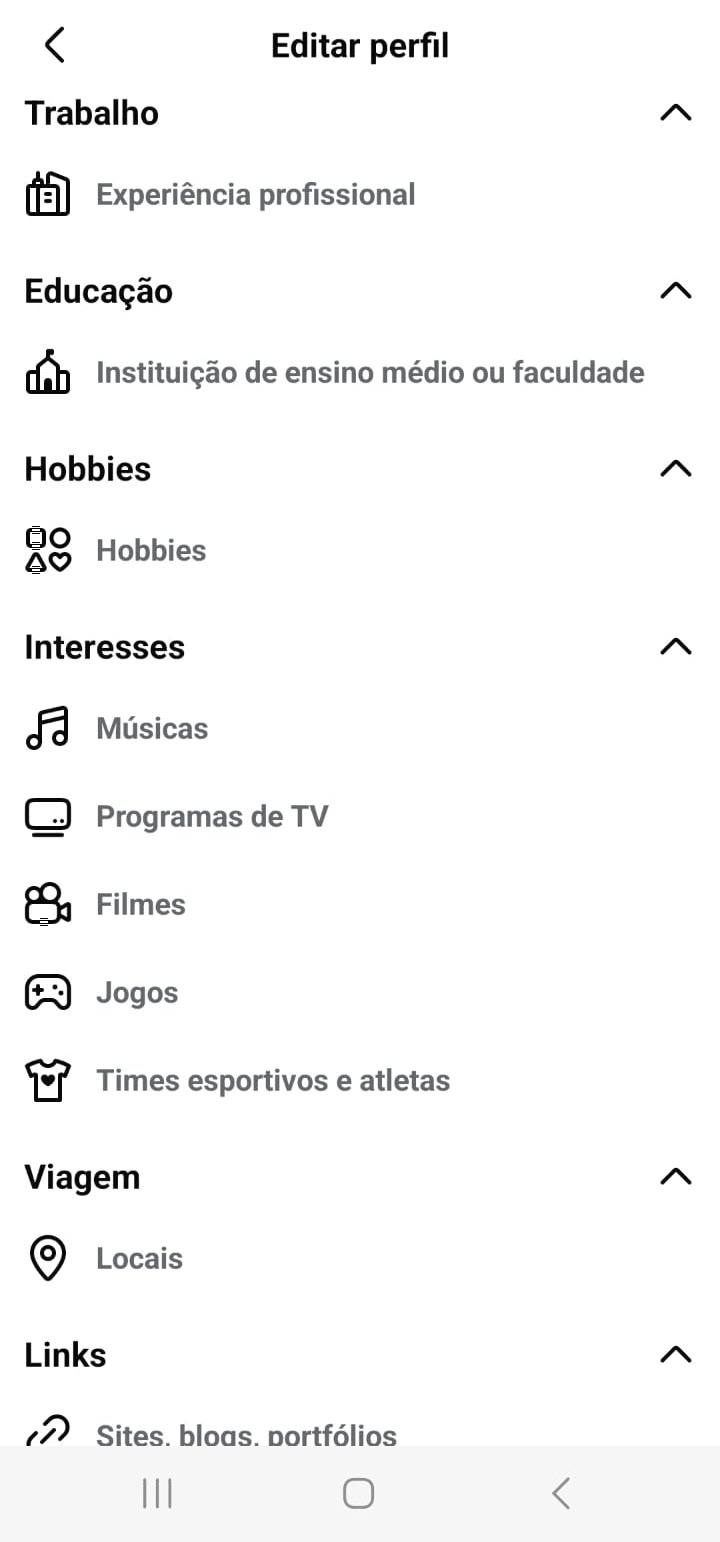 Editar perfil
Trabalho
Experiência profissional
Educação
Instituição de ensino médio ou faculdade
Hobbies
Hobbies
Interesses
Músicas
Programas de TV
Filmes
Jogos
Times esportivos e atletas
Viagem
Locais
Links
Sites, blogs, portfólios